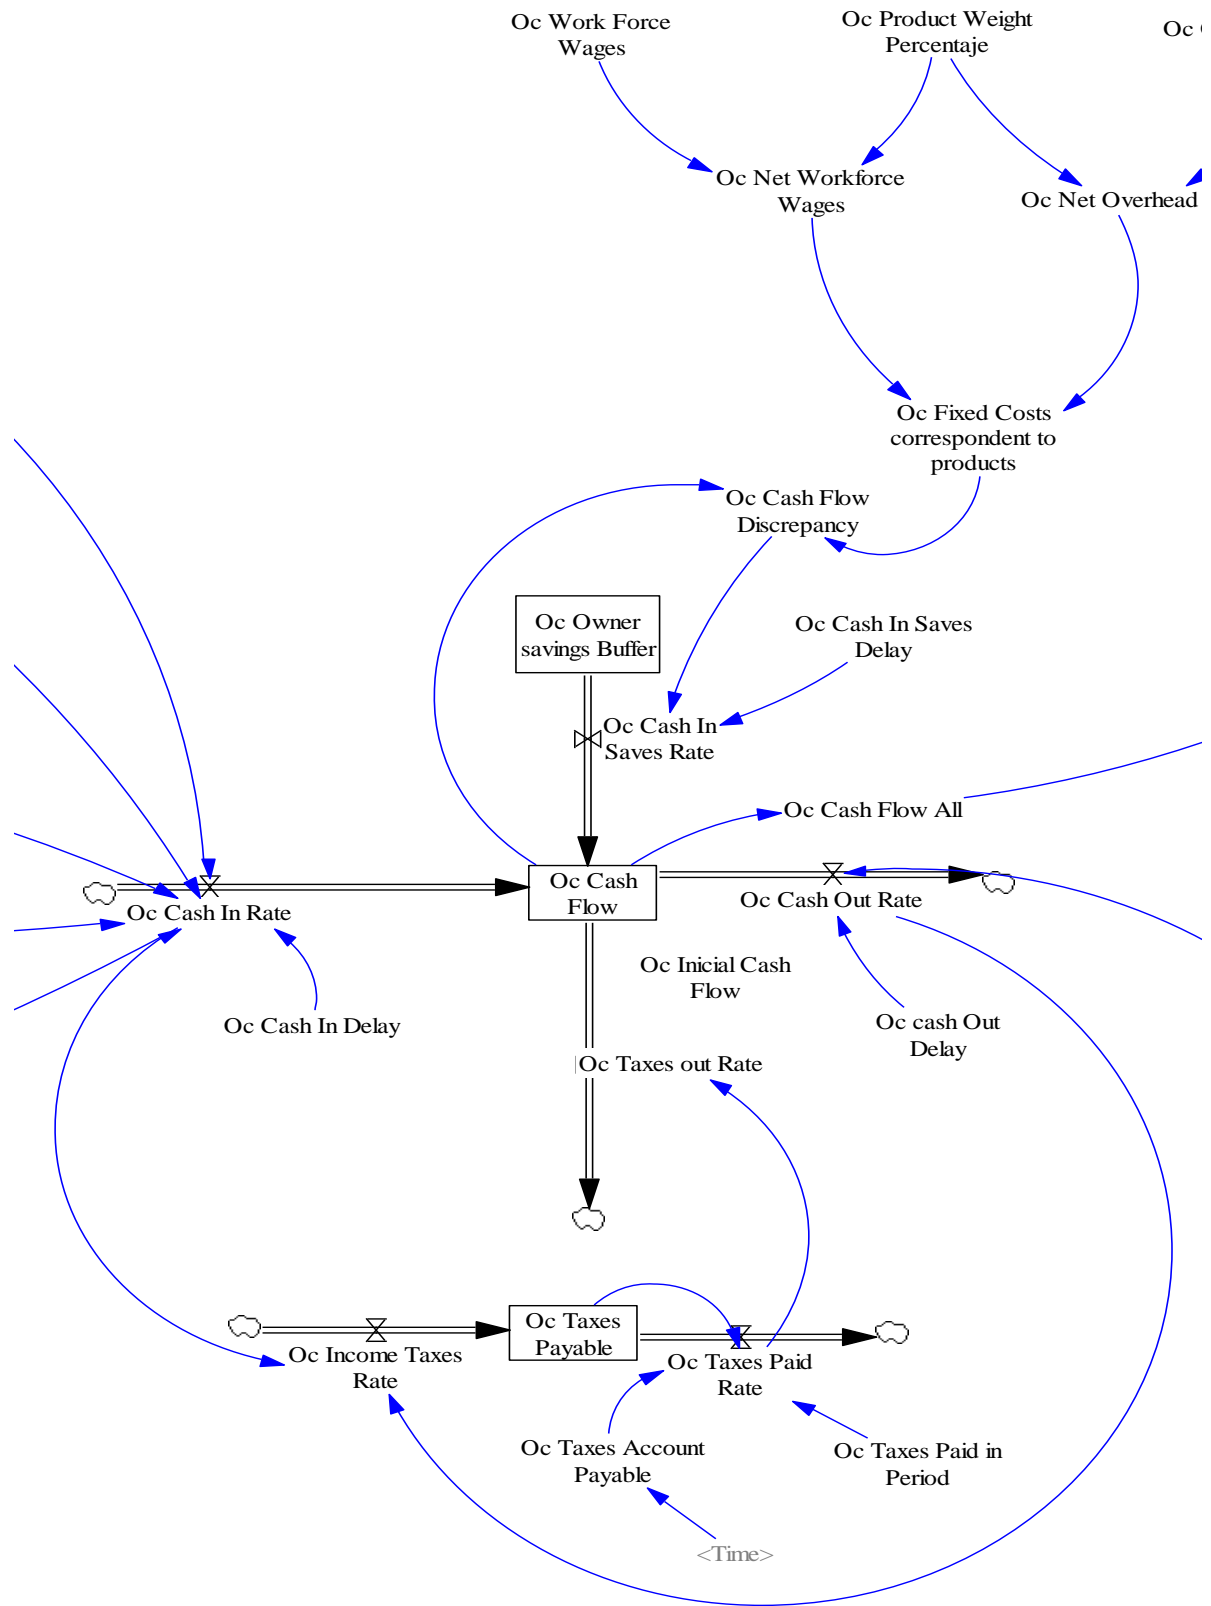 Oc Work Force
Wages
Oc Product Weight
Percentaje
Oc
Oc Net Workforce
Wages
Oc Net Overhead
Oc Fixed Costs
correspondent to
products
Oc Cash Flow
Discrepancy
Oc Owner
savings Buffer
Oc Cash In Saves
Delay
Oc Cash In
Saves Rate
Oc Cash Flow All
Oc Cash
Flow
Oc Cash In Rate
Oc Cash Out Rate
Oc Inicial Cash
Flow
Oc Cash In Delay
Oc cash Out
Delay
Oc Taxes out Rate
Oc Taxes
Payable
Oc Income Taxes
Rate
Oc Taxes Paid
Rate
Oc Taxes Account
Payable
Oc Taxes Paid in
Period
<Time>